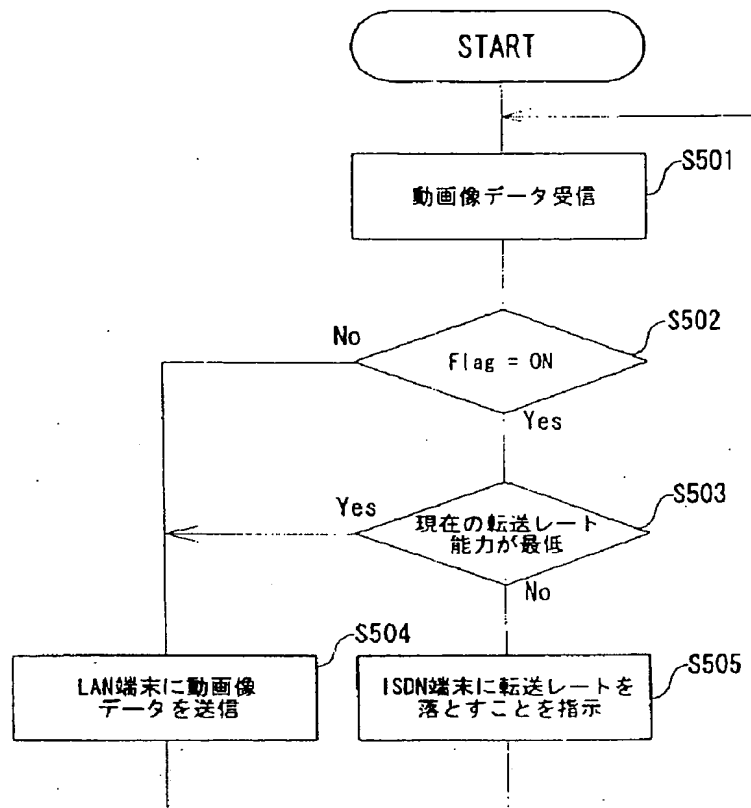 START
S501
動画像データ受信
S502
No
Flag = ON
Yes
S503
Yes
現在の転送レート
能力が最低
No
S504
LAN端末に動画像
データを送信
S505
ISDN端末に転送レートを
落とすことを指示